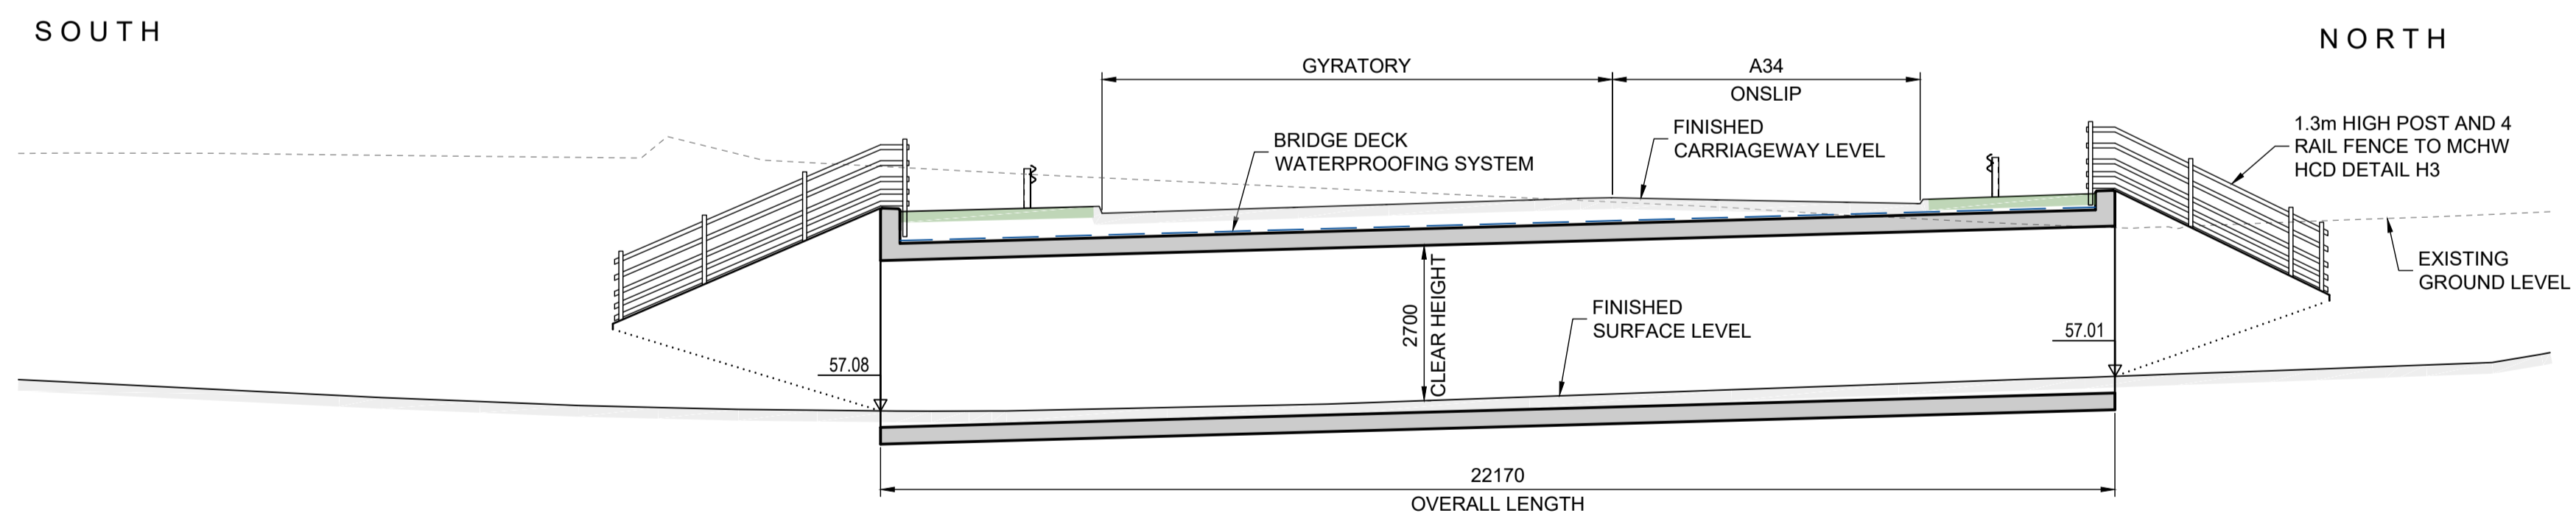 SOUTH
NORTH
GYRATORY
A34
ONSLIP
BRIDGE DECK
WATERPROOFING SYSTEM
FINISHED
CARRIAGEWAY LEVEL
1.3m HIGH POST AND 4
RAIL FENCE TO MCHW
HCD DETAIL H3
EXISTING
GROUND LEVEL
2700
CLEAR HEIGHT
FINISHED
SURFACE LEVEL
57.08
57.01
22170
OVERALL LENGTH